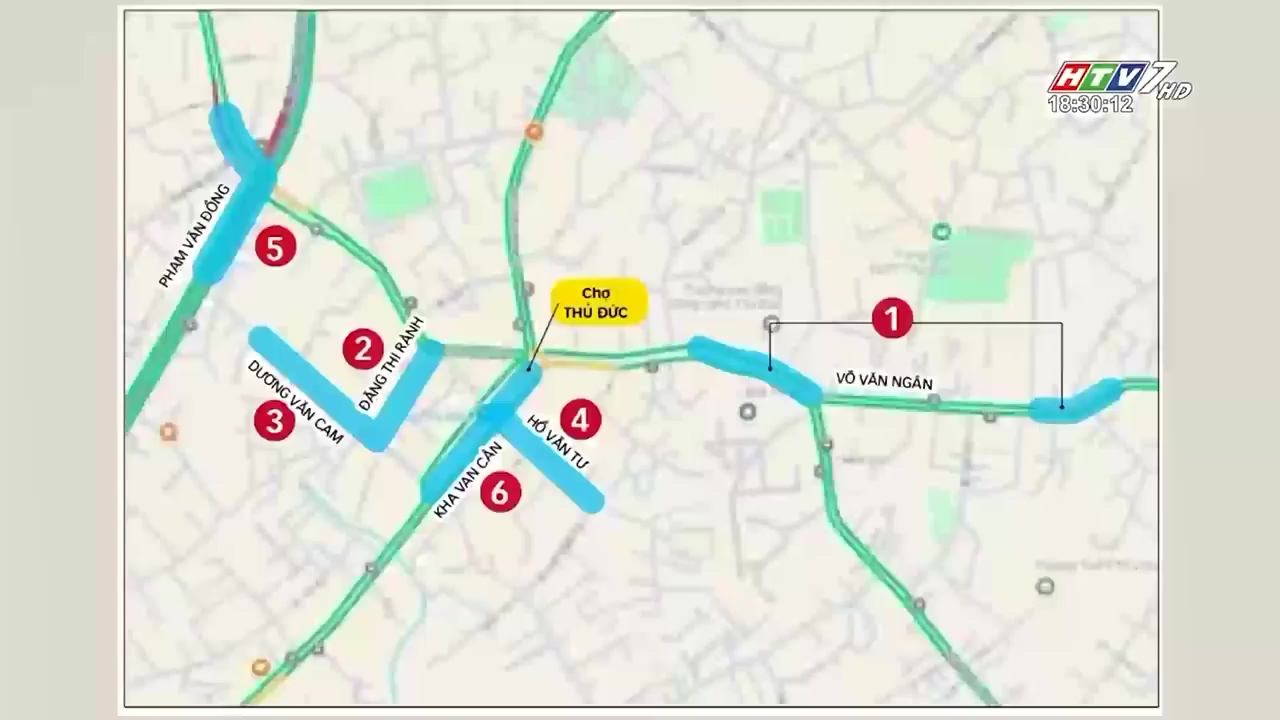 HTV7 HD
18:30:12
PHẠM VĂN ĐỒNG
5
Chợ
THỦ ĐỨC
1
2
ĐẶNG THỊ RÀNH
VÕ VĂN NGÂN
DƯƠNG VĂN CAM
3
4
HỒ VĂN TƯ
KHA VẠN CÂN
6